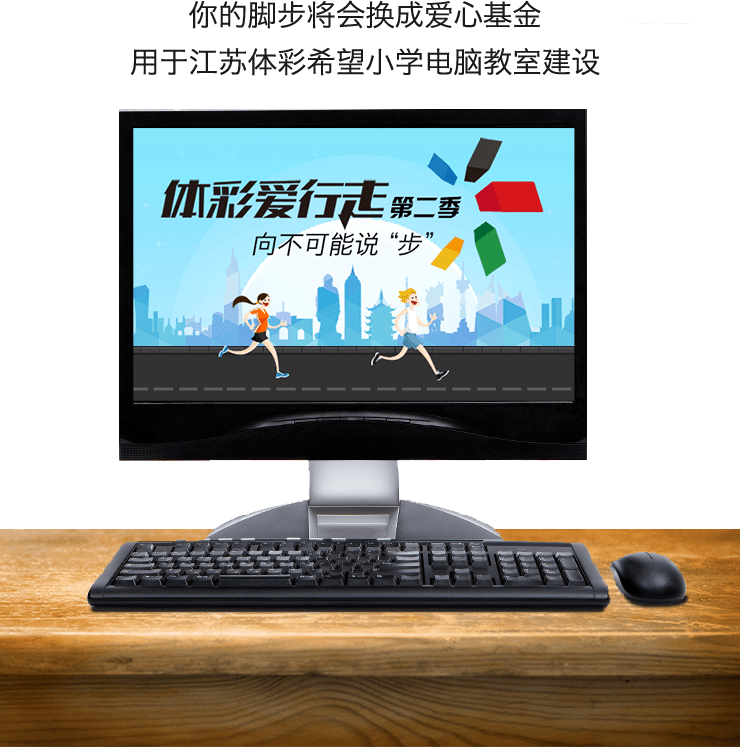 你的脚步将会换成爱心基金
用于江苏体彩希望小学电脑教室建设
体彩爱行走第二季
向不可能说“步”